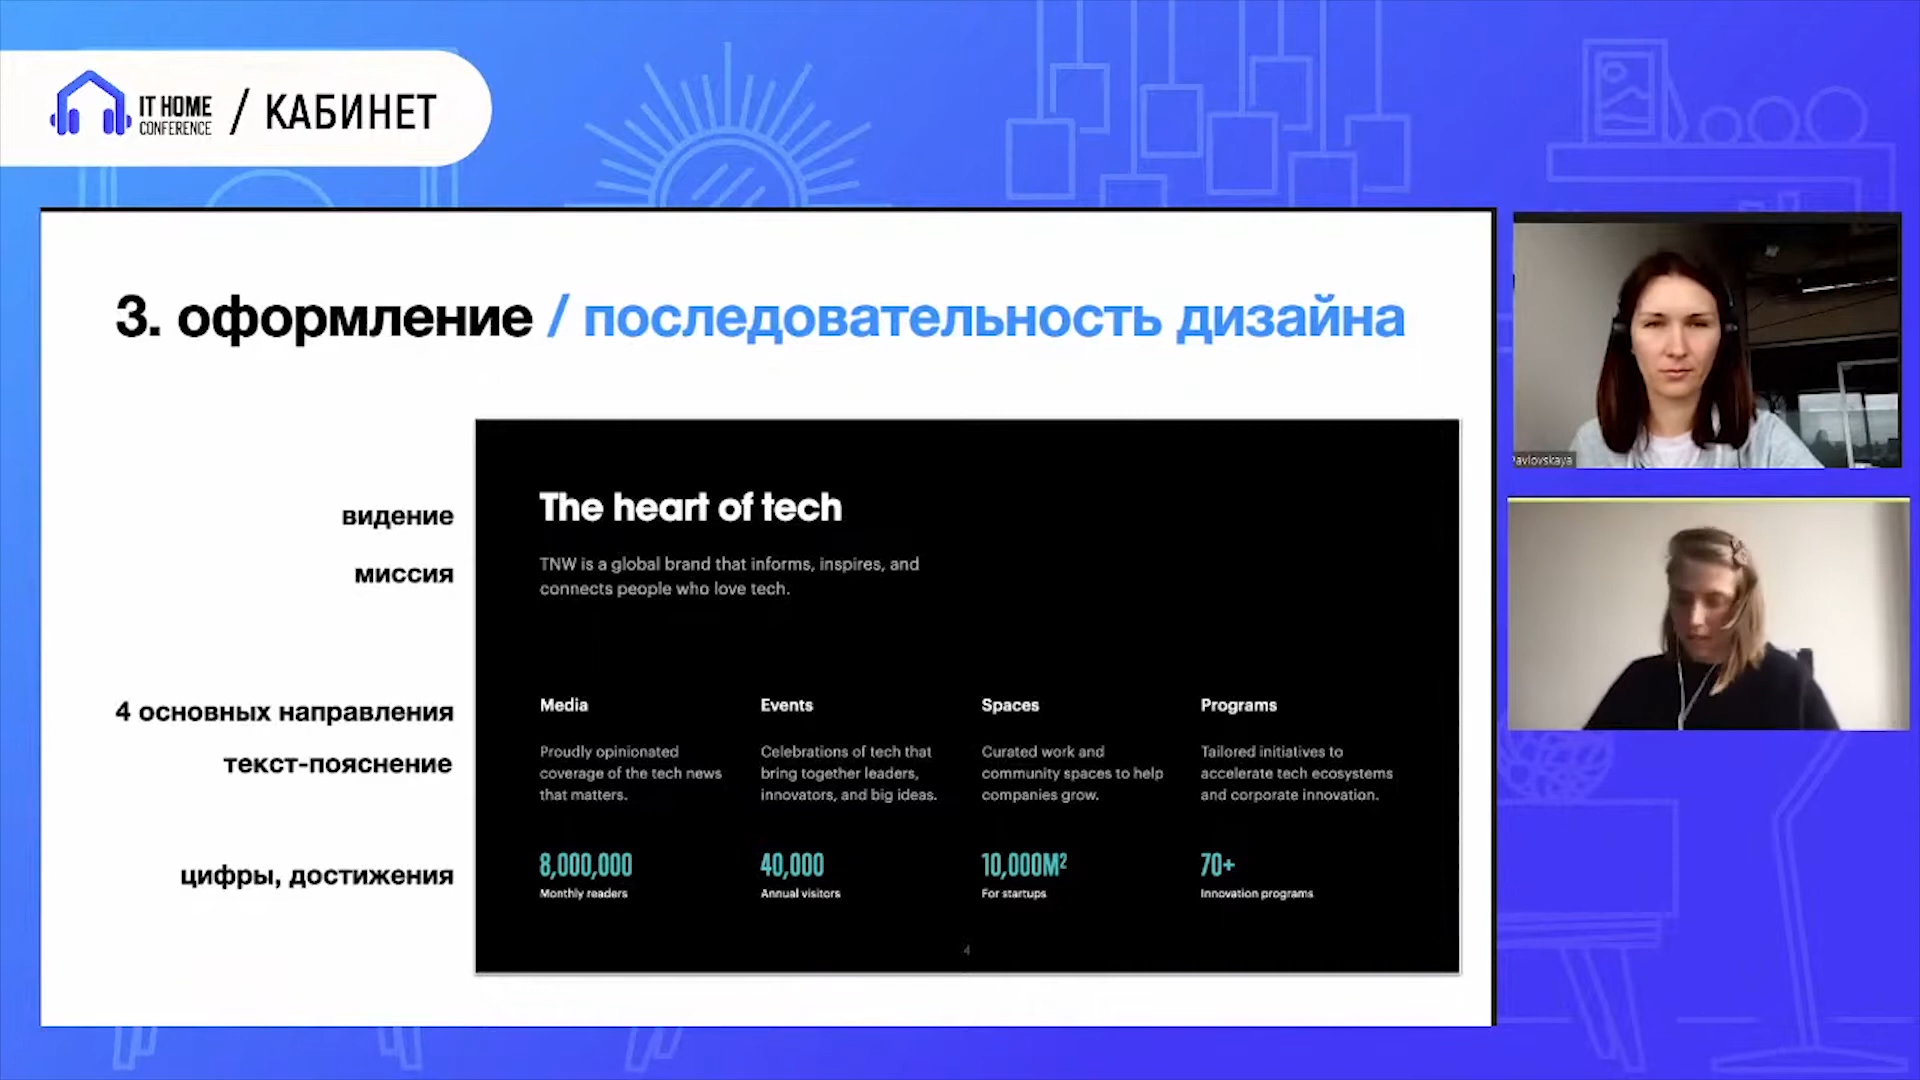 IT HOME
CONFERENCE
/ КАБИНЕТ
3. оформление / последовательность дизайна
видение
миссия
4 основных направления
текст-пояснение
цифры, достижения
The heart of tech
TNW is a global brand that informs, inspires, and
connects people who love tech.
Media
Proudly opinionated
coverage of the tech news
that matters.
8,000,000
Monthly readers
Events
Celebrations of tech that
bring together leaders,
innovators, and big ideas.
40,000
Annual visitors
Spaces
Curated work and
community spaces to help
companies grow.
10,000M²
For startups
Programs
Tailored initiatives to
accelerate tech ecosystems
and corporate innovation.
70+
Innovation programs
4
Pavlovskaya